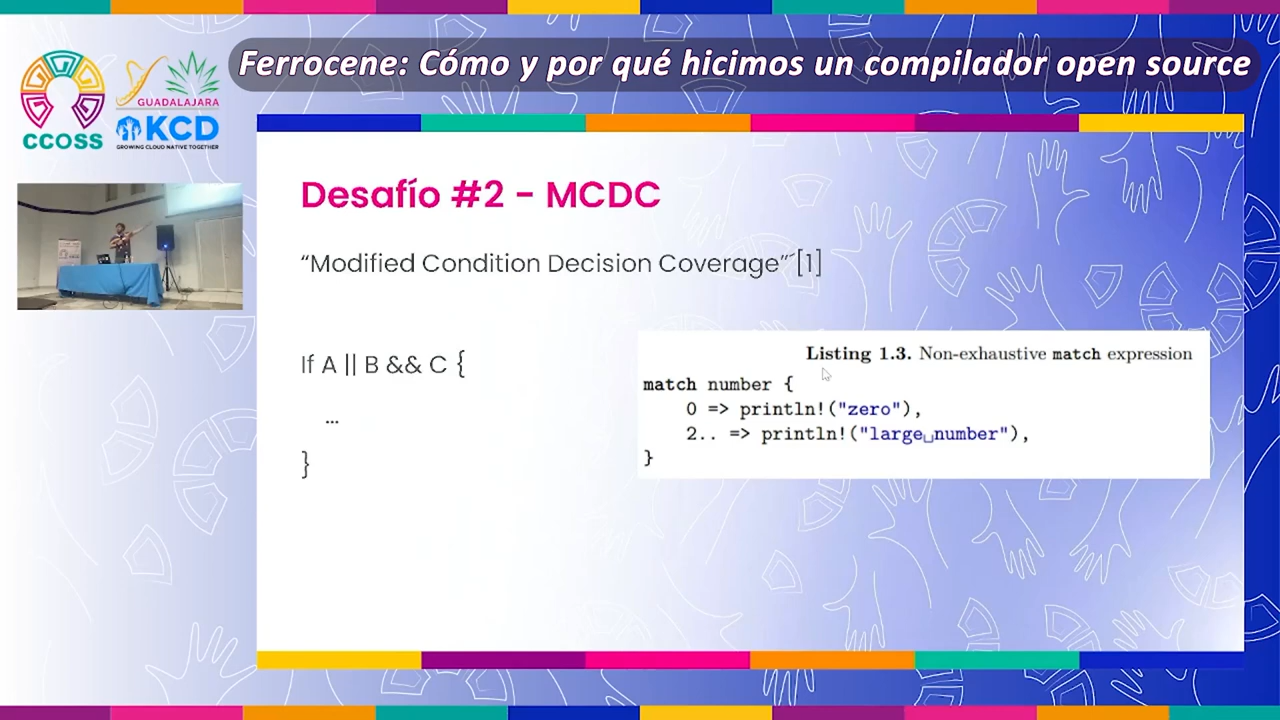 Ferrocene: Cómo y por qué hicimos un compilador open source
CCOSS
GUADALAJARA
KCD
GROWING CLOUD NATIVE TOGETHER
Desafío #2 - MCDC
“Modified Condition Decision Coverage”´[1]
If A || B && C {
...
}
Listing 1.3. Non-exhaustive match expression
match number {
0 => println!("zero"),
2.. => println!("large␣number"),
}